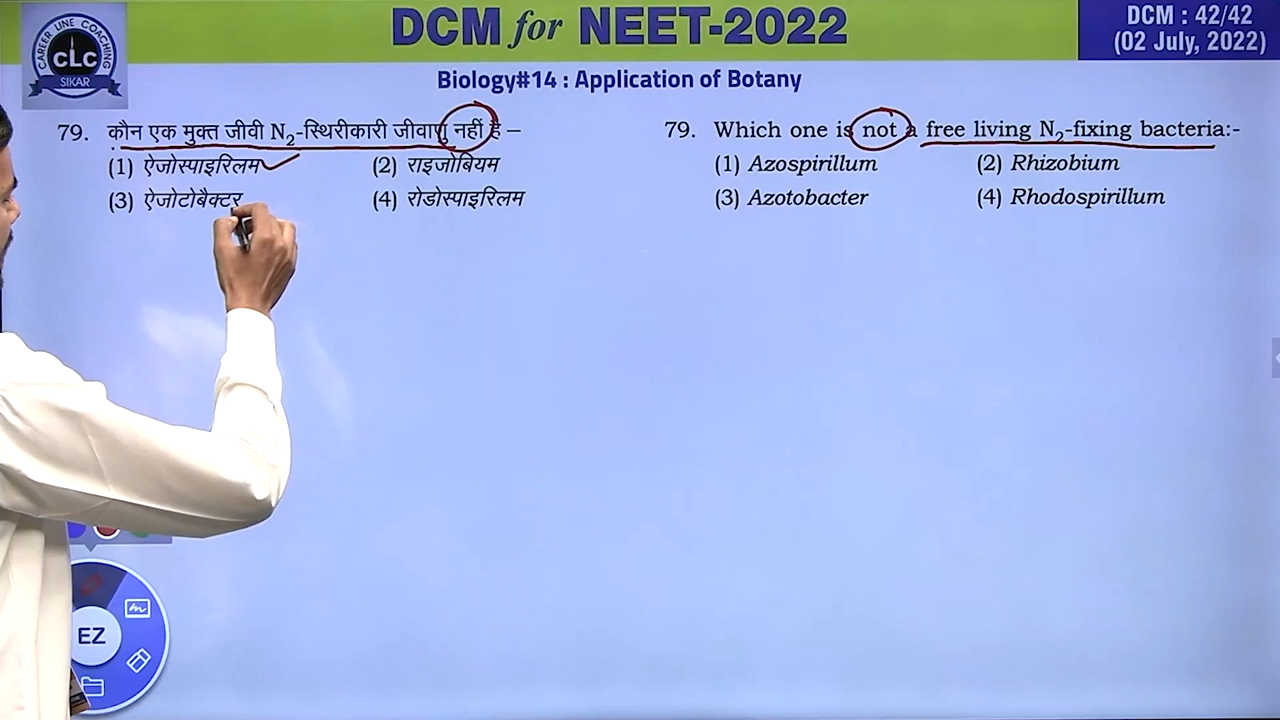 CAREER LINE COACHING
CLC
SIKAR
DCM for NEET-2022
DCM : 42/42
(02 July, 2022)
Biology#14 : Application of Botany
79. कौन एक मुक्त जीवी N₂-स्थिरीकारी जीवाणु नहीं है –
(1) ऐजोस्पाइरिलम (2) राइजोबियम
(3) ऐजोटोबैक्टर (4) रोडोस्पाइरिलम
79. Which one is not a free living N₂-fixing bacteria:-
(1) Azospirillum (2) Rhizobium
(3) Azotobacter (4) Rhodospirillum
EZ